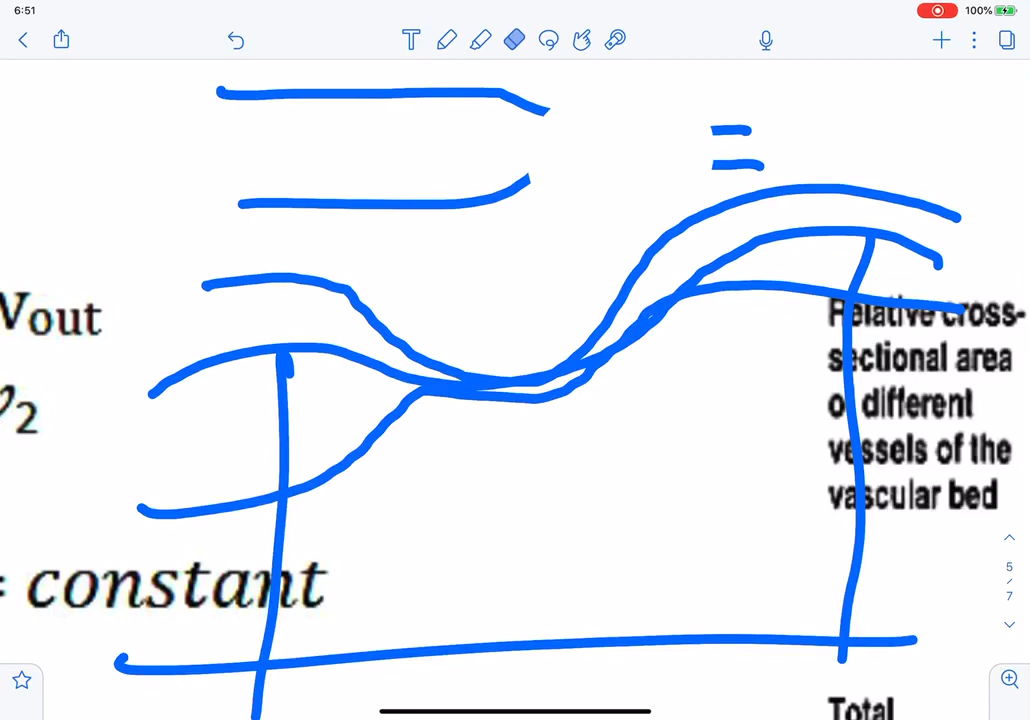 6:51
100%
T
Vout
Relative cross-
sectional area
of different
vessels of the
vascular bed
2
= constant
5
/
7
Total